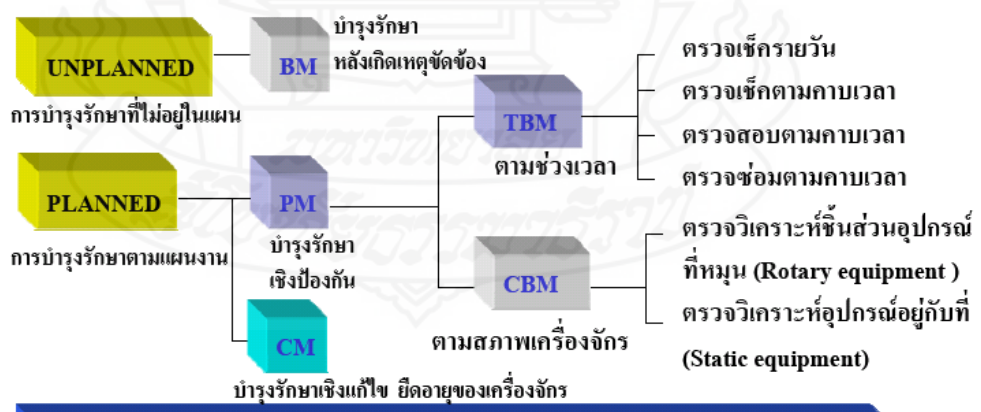 UNPLANNED
การบำรุงรักษาที่ไม่อยู่ในแผน
BM
บำรุงรักษา
หลังเกิดเหตุขัดข้อง
PLANNED
การบำรุงรักษาตามแผนงาน
PM
บำรุงรักษา
เชิงป้องกัน
CM
บำรุงรักษาเชิงแก้ไข ยืดอายุของเครื่องจักร
TBM
ตามช่วงเวลา
ตรวจเช็ครายวัน
ตรวจเช็คตามคาบเวลา
ตรวจสอบตามคาบเวลา
ตรวจซ่อมตามคาบเวลา
CBM
ตามสภาพเครื่องจักร
ตรวจวิเคราะห์ชิ้นส่วนอุปกรณ์
ที่หมุน (Rotary equipment )
ตรวจวิเคราะห์อุปกรณ์อยู่กับที่
(Static equipment)